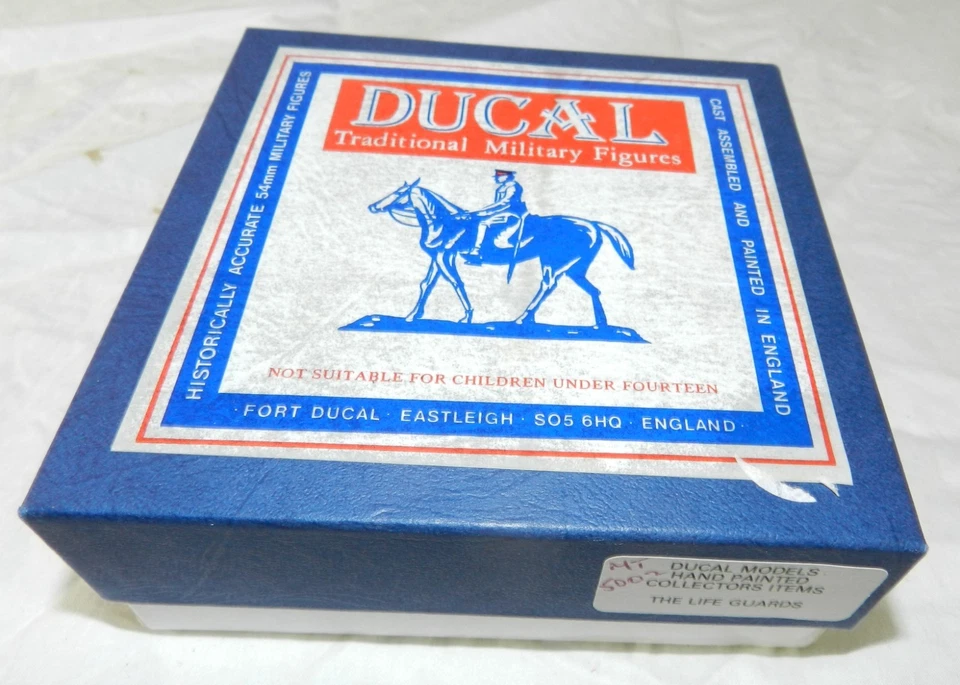 DUCAL
Traditional Military Figures
HISTORICALLY ACCURATE 54mm MILITARY FIGURES
CAST ASSEMBLED AND PAINTED IN ENGLAND
NOT SUITABLE FOR CHILDREN UNDER FOURTEEN
· FORT DUCAL · EASTLEIGH · SO5 6HQ · ENGLAND ·
DUCAL MODELS
HAND PAINTED
COLLECTORS ITEMS
THE LIFE GUARDS